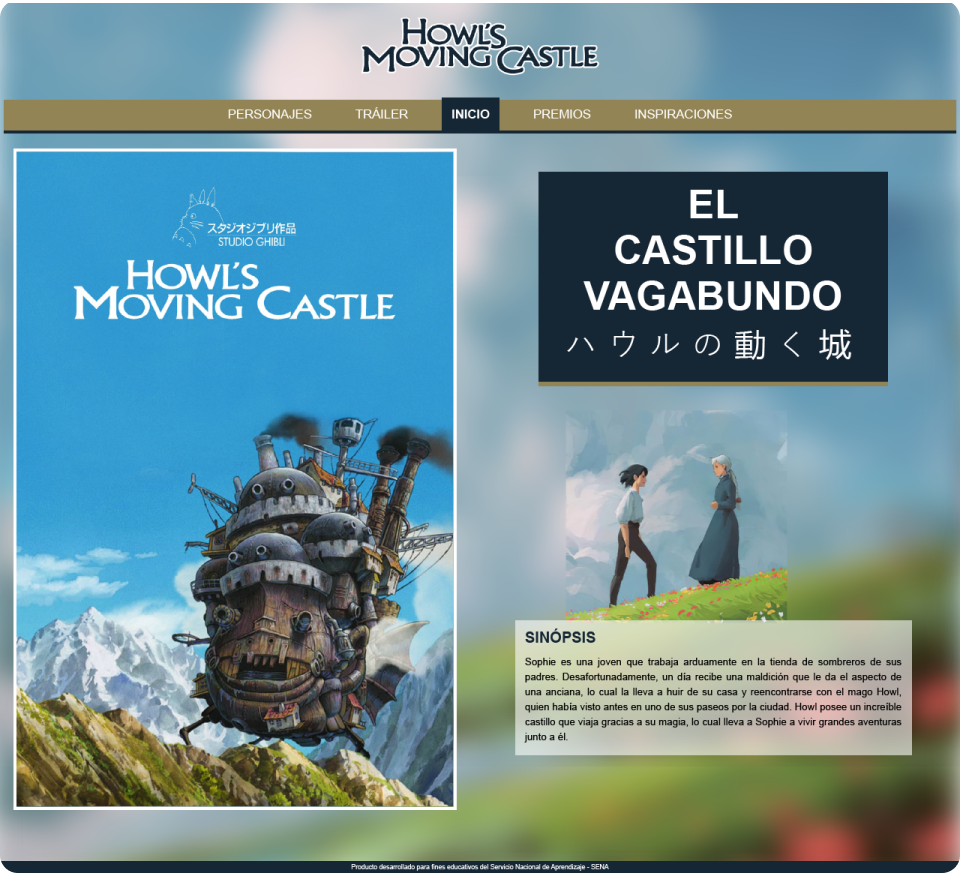 HOWL'S
MOVING CASTLE
PERSONAJES TRÁILER INICIO PREMIOS INSPIRACIONES
スタジオジブリ作品
STUDIO GHIBLI
HOWL'S
MOVING CASTLE
EL
CASTILLO
VAGABUNDO
ハウルの動く城
SINÓPSIS
Sophie es una joven que trabaja arduamente en la tienda de sombreros de sus
padres. Desafortunadamente, un día recibe una maldición que le da el aspecto de
una anciana, lo cual la lleva a huir de su casa y reencontrarse con el mago Howl,
quien había visto antes en uno de sus paseos por la ciudad. Howl posee un increíble
castillo que viaja gracias a su magia, lo cual lleva a Sophie a vivir grandes aventuras
junto a él.
Producto desarrollado para fines educativos del Servicio Nacional de Aprendizaje - SENA